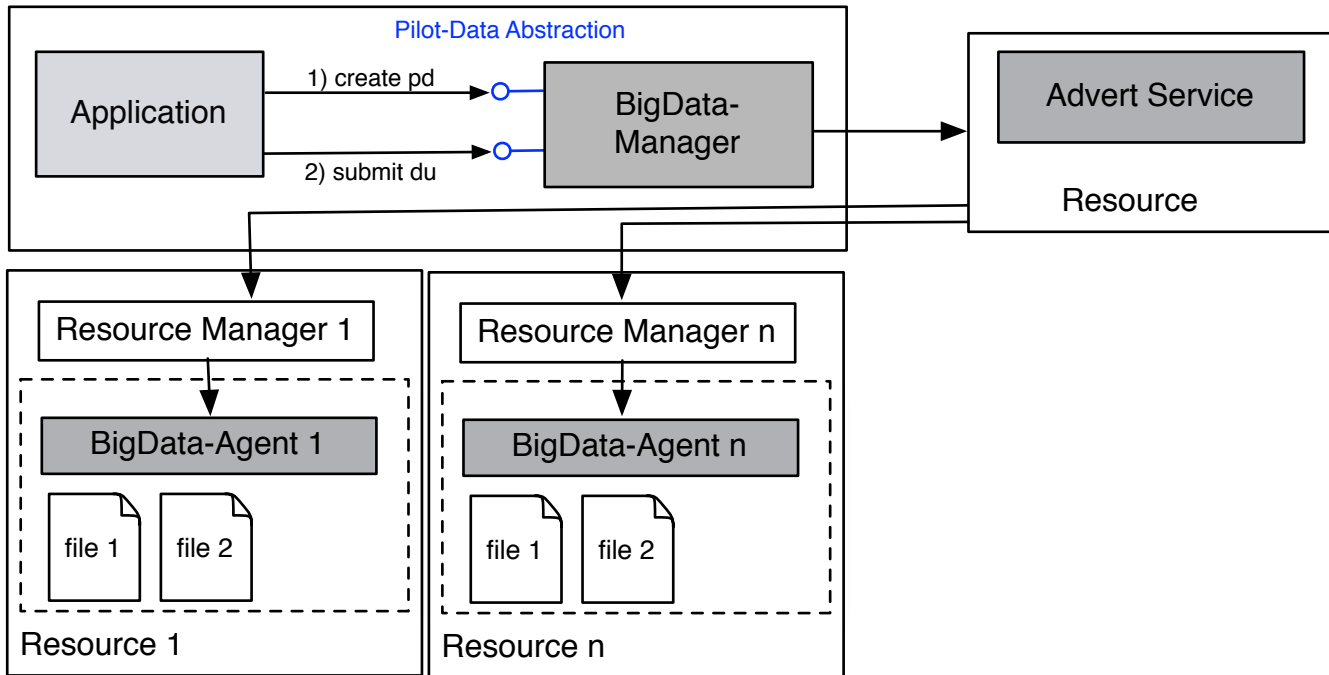 Pilot-Data Abstraction
1) create pd
Application
BigData-
Manager
2) submit du
Advert Service
Resource
Resource Manager 1
BigData-Agent 1
file 1
file 2
Resource 1
Resource Manager n
BigData-Agent n
file 1
file 2
Resource n